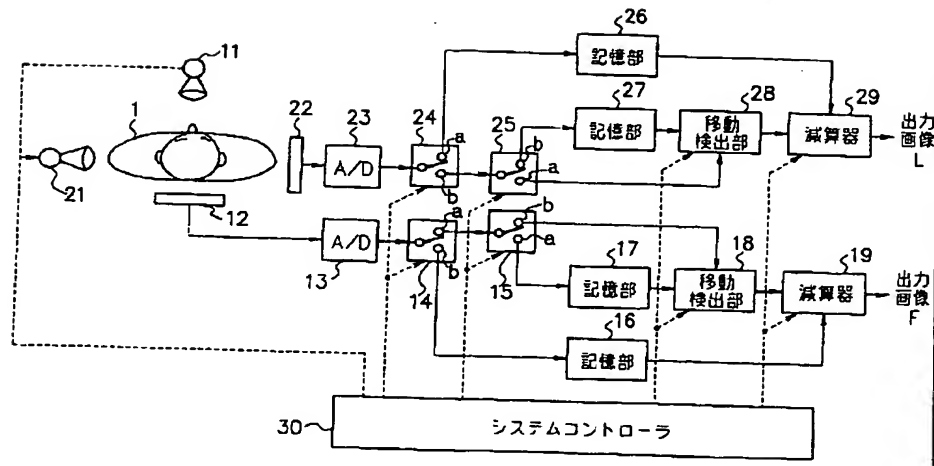 11
1
21
12
22
23
A/D
24
a
b
25
b
a
26
記憶部
27
記憶部
28
移動
検出部
29
減算器
出力
画像
L
A/D
13
a
b
14
b
a
15
17
記憶部
16
記憶部
18
移動
検出部
19
減算器
出力
画像
F
30
システムコントローラ